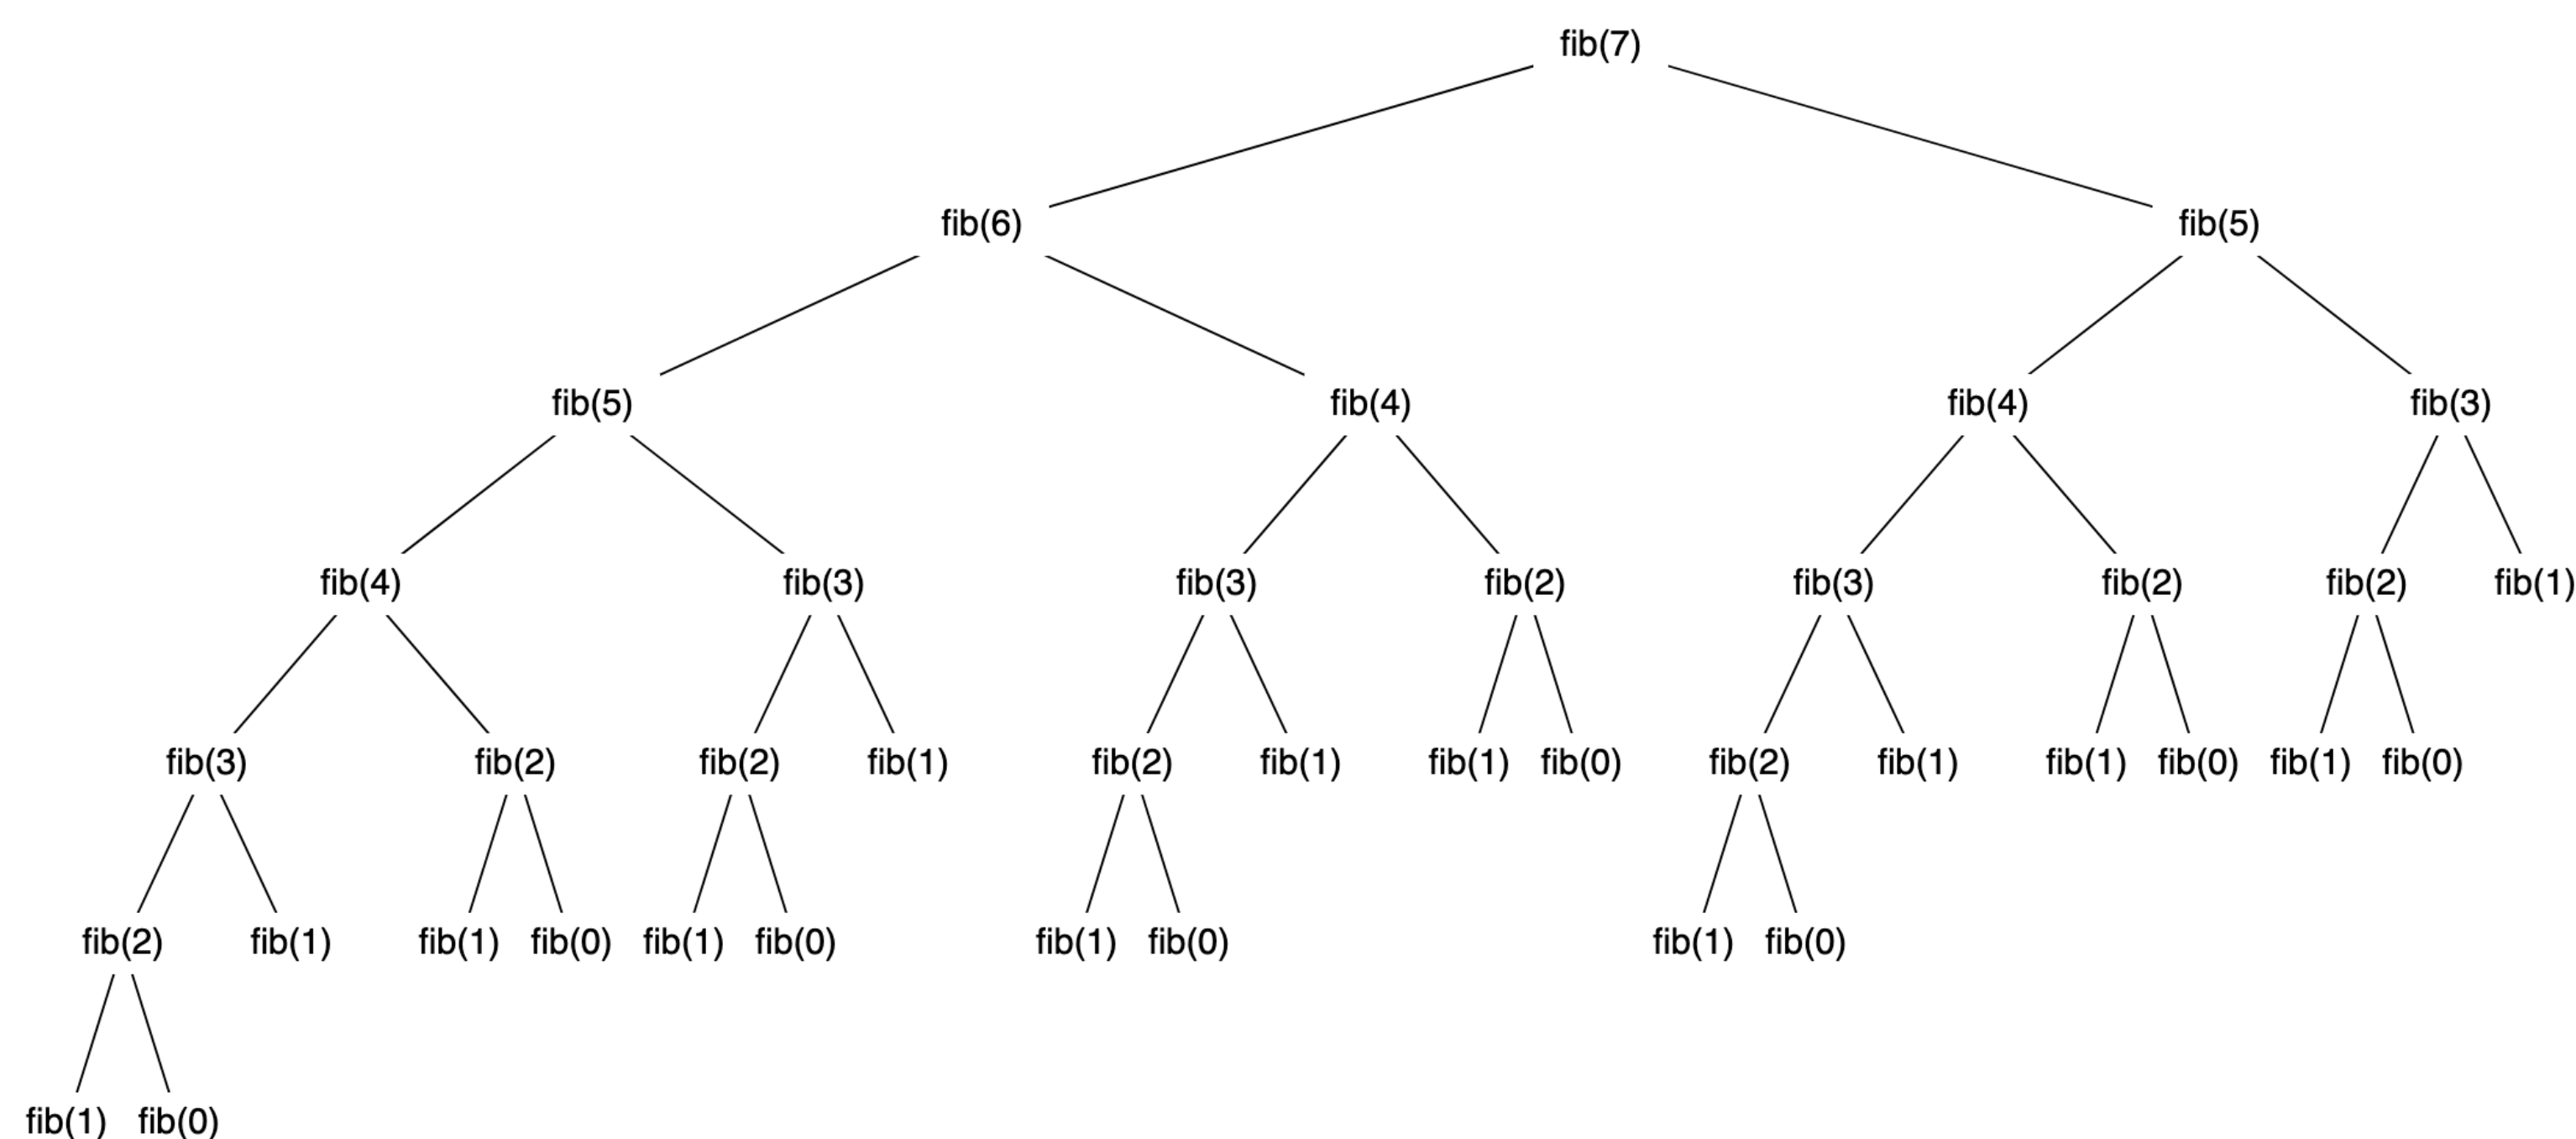 fib(7)
fib(6) fib(5)
fib(5) fib(4) fib(4) fib(3)
fib(4) fib(3) fib(3) fib(2) fib(3) fib(2) fib(2) fib(1)
fib(3) fib(2) fib(2) fib(1) fib(2) fib(1) fib(1) fib(0) fib(2) fib(1) fib(1) fib(0) fib(1) fib(0)
fib(2) fib(1) fib(1) fib(0) fib(1) fib(0) fib(1) fib(0) fib(1) fib(0)
fib(1) fib(0)